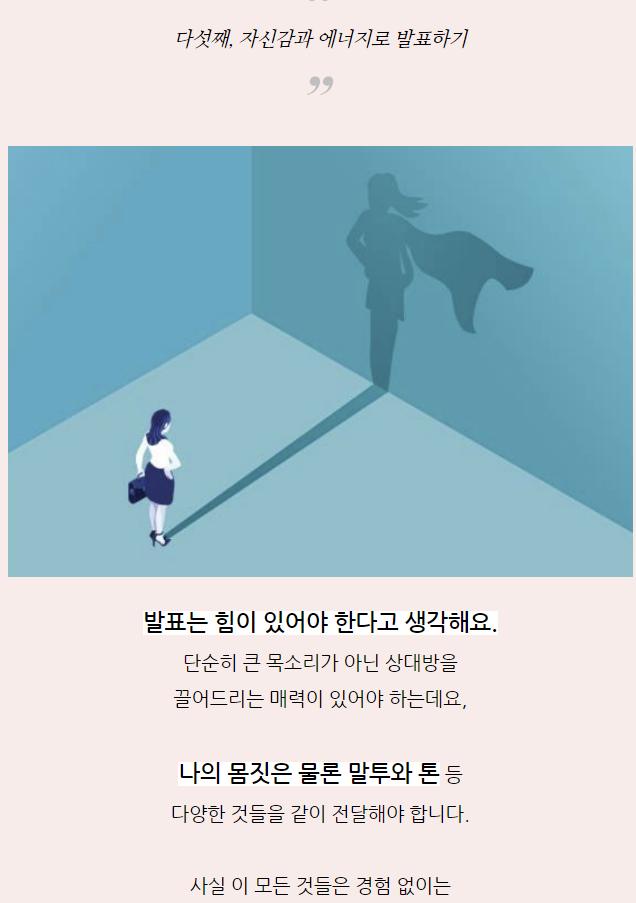 다섯째, 자신감과 에너지로 발표하기
”
발표는 힘이 있어야 한다고 생각해요.
단순히 큰 목소리가 아닌 상대방을
끌어드리는 매력이 있어야 하는데요,
나의 몸짓은 물론 말투와 톤 등
다양한 것들을 같이 전달해야 합니다.
사실 이 모든 것들은 경험 없이는